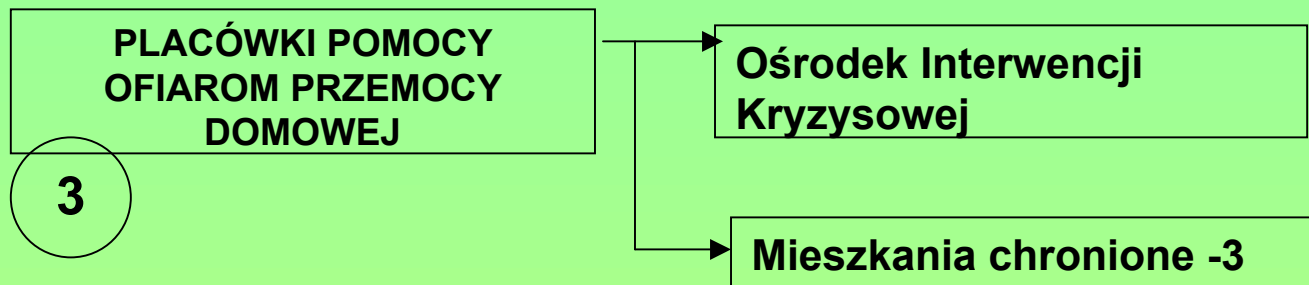 PLACÓWKI POMOCY
OFIAROM PRZEMOCY
DOMOWEJ
3
Ośrodek Interwencji
Kryzysowej
Mieszkania chronione -3